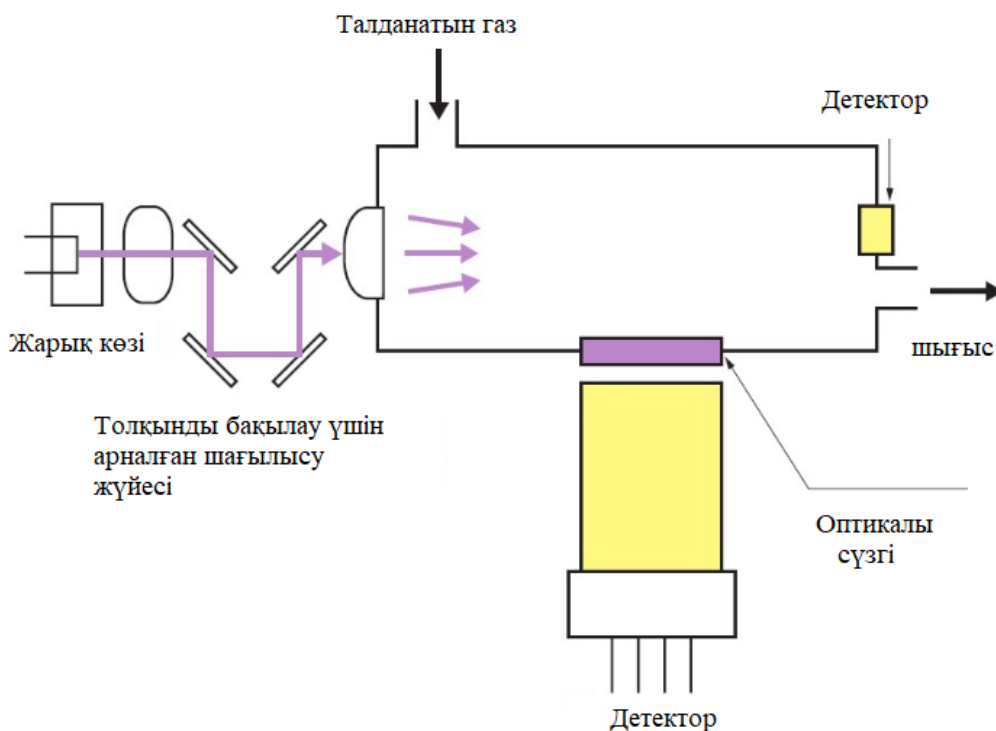 Талданатын газ
Детектор
Жарық көзі
шығыс
Толқынды бақылау үшін
арналған шағылысу
жүйесі
Оптикалы
сүзгі
Детектор